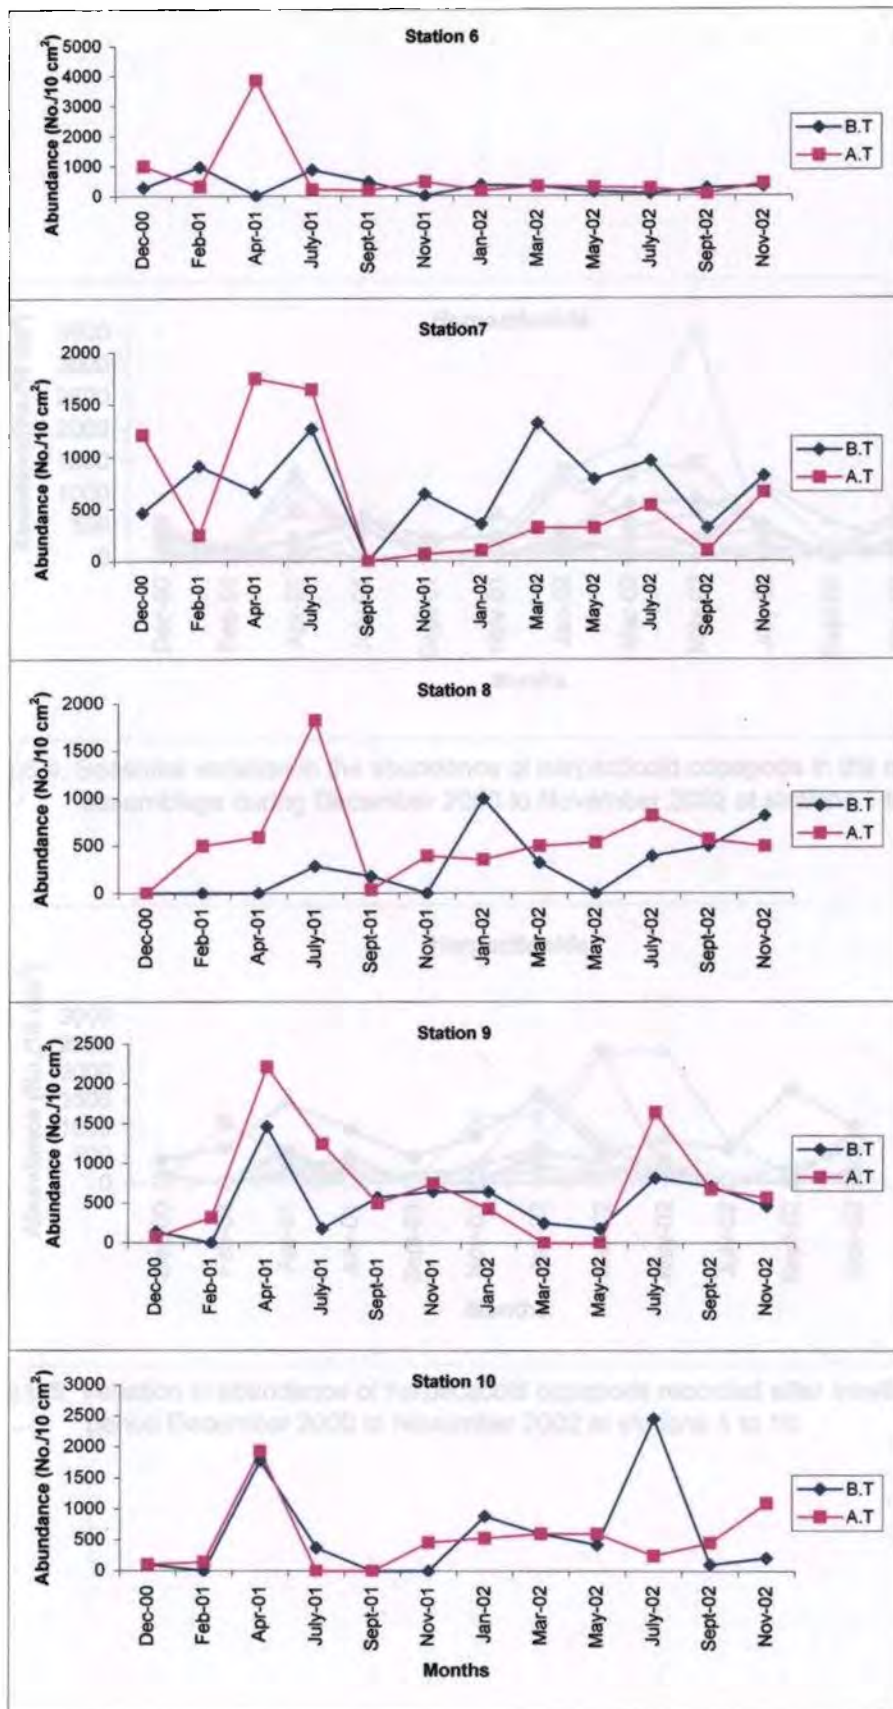 Station 6
Abundance (No./10 cm²)
5000
4000
3000
2000
1000
0
B.T
A.T
Dec-00 Feb-01 Apr-01 July-01 Sept-01 Nov-01 Jan-02 Mar-02 May-02 July-02 Sept-02 Nov-02
Station7
Abundance (No./10 cm²)
2000
1500
1000
500
0
B.T
A.T
Dec-00 Feb-01 Apr-01 July-01 Sept-01 Nov-01 Jan-02 Mar-02 May-02 July-02 Sept-02 Nov-02
Station 8
Abundance (No./10 cm²)
2000
1500
1000
500
0
B.T
A.T
Dec-00 Feb-01 Apr-01 July-01 Sept-01 Nov-01 Jan-02 Mar-02 May-02 July-02 Sept-02 Nov-02
Station 9
Abundance (No./10 cm²)
2500
2000
1500
1000
500
0
B.T
A.T
Dec-00 Feb-01 Apr-01 July-01 Sept-01 Nov-01 Jan-02 Mar-02 May-02 July-02 Sept-02 Nov-02
Station 10
Abundance (No./10 cm²)
3000
2500
2000
1500
1000
500
0
B.T
A.T
Dec-00 Feb-01 Apr-01 July-01 Sept-01 Nov-01 Jan-02 Mar-02 May-02 July-02 Sept-02 Nov-02
Months